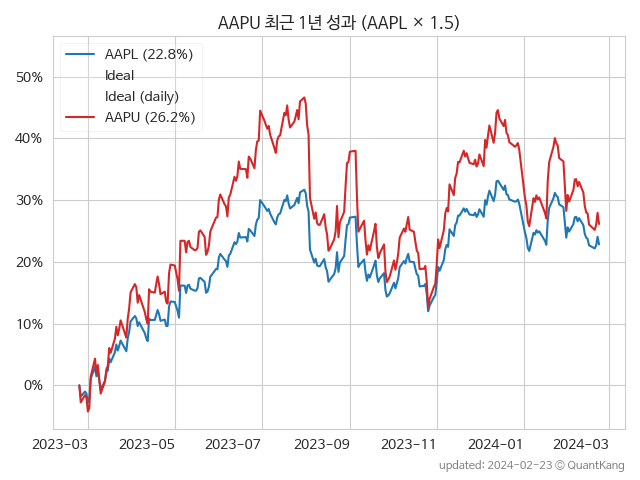 AAPU 최근 1년 성과 (AAPL × 1.5)
AAPL (22.8%)
Ideal
Ideal (daily)
AAPU (26.2%)
50%
40%
30%
20%
10%
0%
2023-03 2023-05 2023-07 2023-09 2023-11 2024-01 2024-03
updated: 2024-02-23 © QuantKang